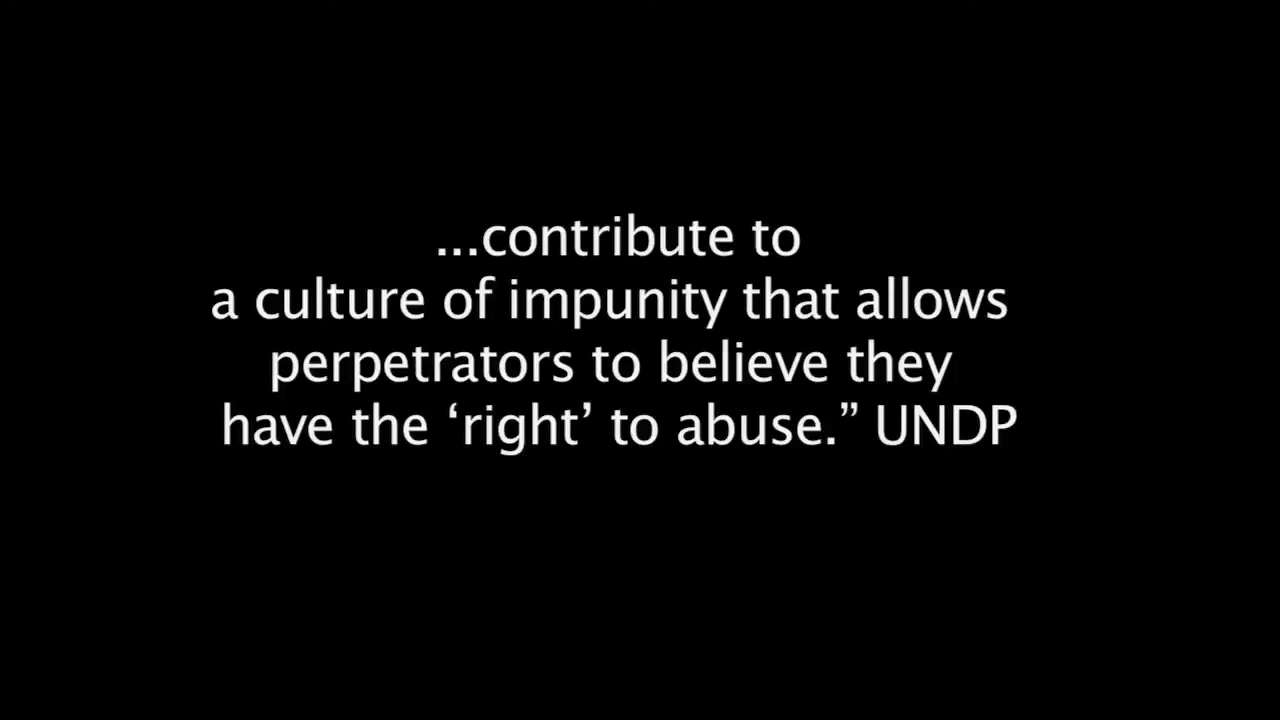 ...contribute to
a culture of impunity that allows
perpetrators to believe they
have the ‘right’ to abuse.” UNDP